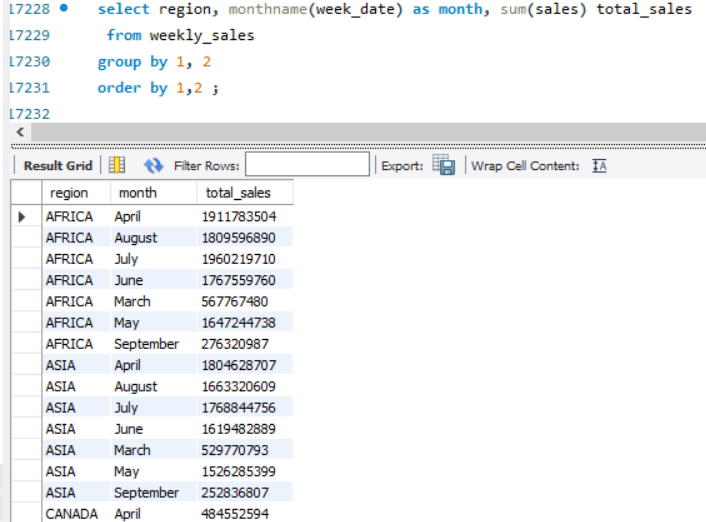 17228 select region, monthname(week_date) as month, sum(sales) total_sales
17229 from weekly_sales
17230 group by 1, 2
17231 order by 1,2 ;
17232
Result Grid Filter Rows: Export: Wrap Cell Content:
region month total_sales
AFRICA April 1911783504
AFRICA August 1809596890
AFRICA July 1960219710
AFRICA June 1767559760
AFRICA March 567767480
AFRICA May 1647244738
AFRICA September 276320987
ASIA April 1804628707
ASIA August 1663320609
ASIA July 1768844756
ASIA June 1619482889
ASIA March 529770793
ASIA May 1526285399
ASIA September 252836807
CANADA April 484552594